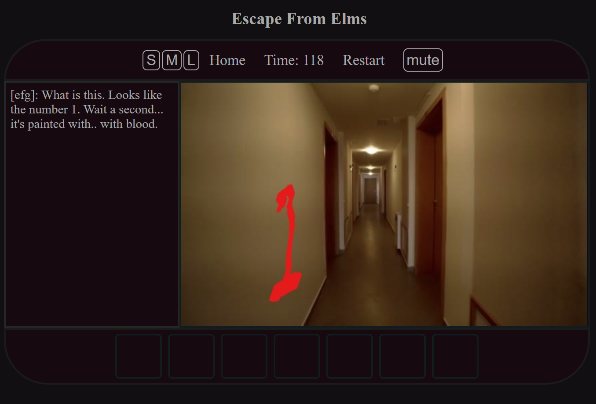 Escape From Elms
S M L Home Time: 118 Restart mute
[efg]: What is this. Looks like
the number 1. Wait a second...
it's painted with.. with blood.
1